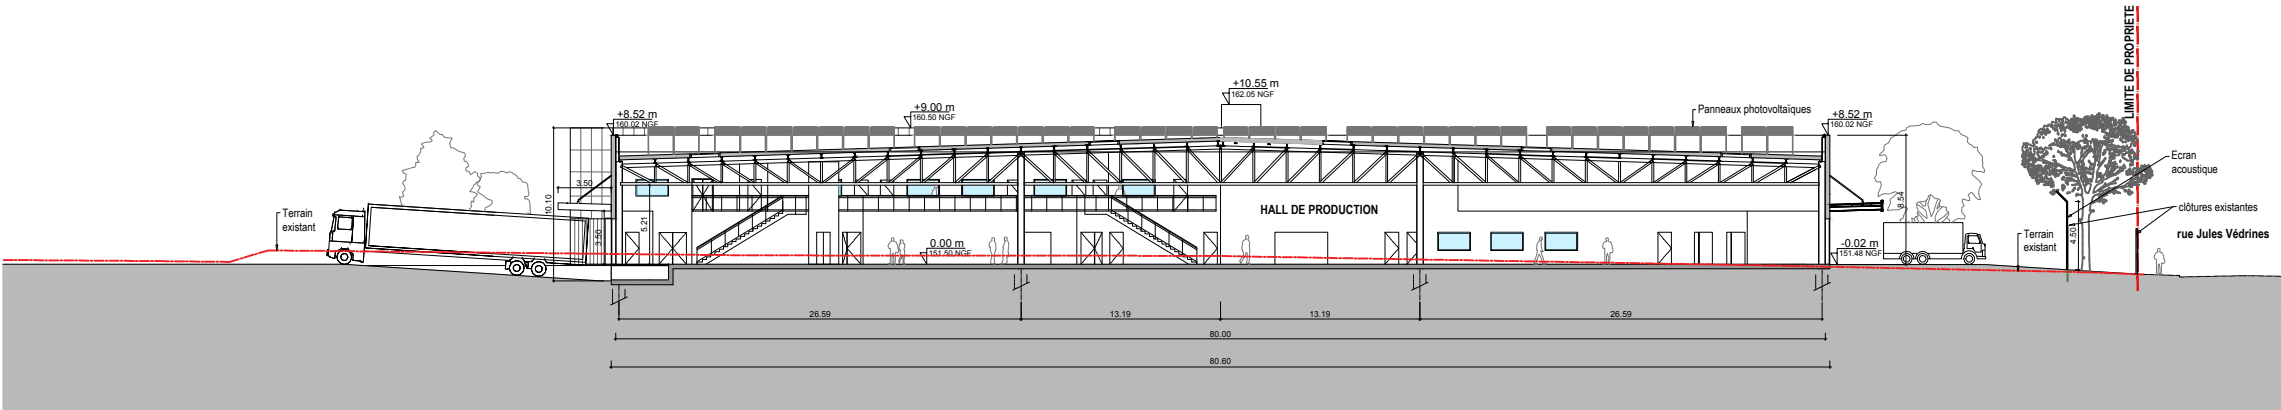 LIMITE DE PROPRIETE
+10.55 m
162.05 NGF
+9.00 m
160.50 NGF
+8.52 m
160.02 NGF
Panneaux photovoltaïques
+8.52 m
160.02 NGF
Ecran
acoustique
3.50
10.10
8.54
Terrain
existant
3.50
5.21
HALL DE PRODUCTION
clôtures existantes
rue Jules Védrines
4.50
Terrain
existant
0.00 m
151.50 NGF
-0.02 m
151.48 NGF
26.59
13.19
13.19
26.59
80.00
80.60